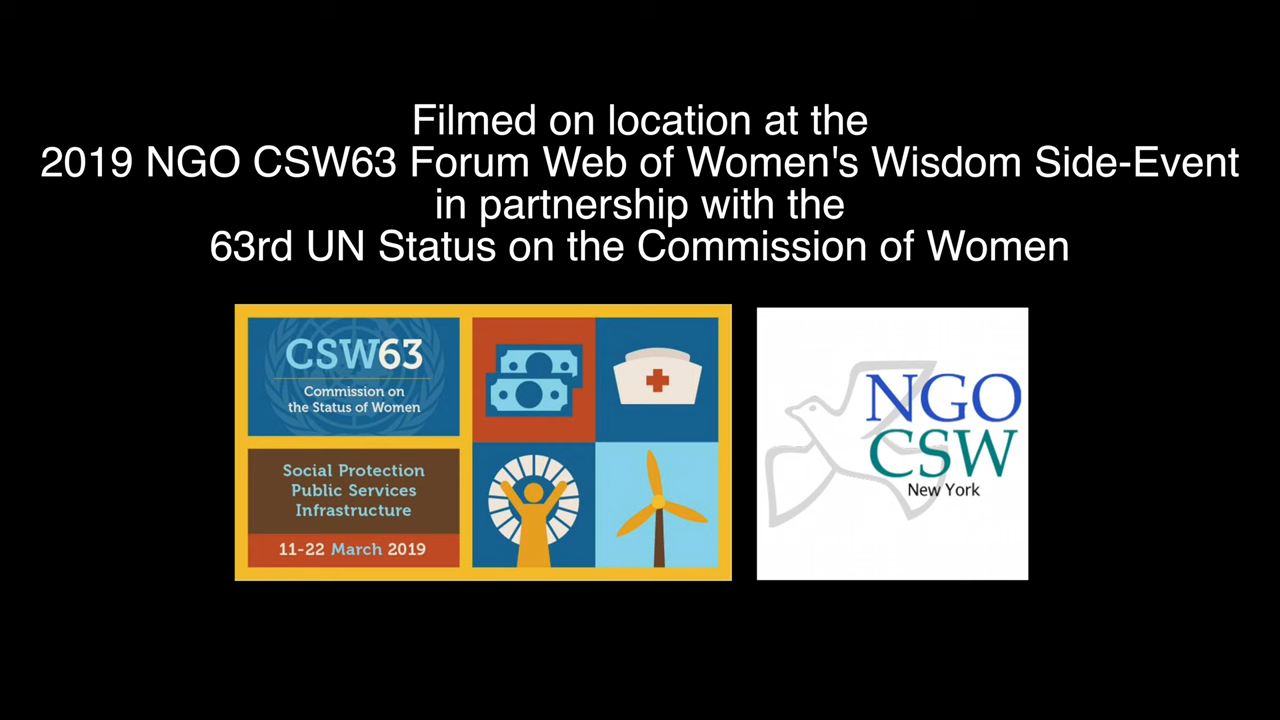 Filmed on location at the
2019 NGO CSW63 Forum Web of Women's Wisdom Side-Event
in partnership with the
63rd UN Status on the Commission of Women
CSW63
Commission on
the Status of Women
Social Protection
Public Services
Infrastructure
11-22 March 2019
NGO
CSW
New York